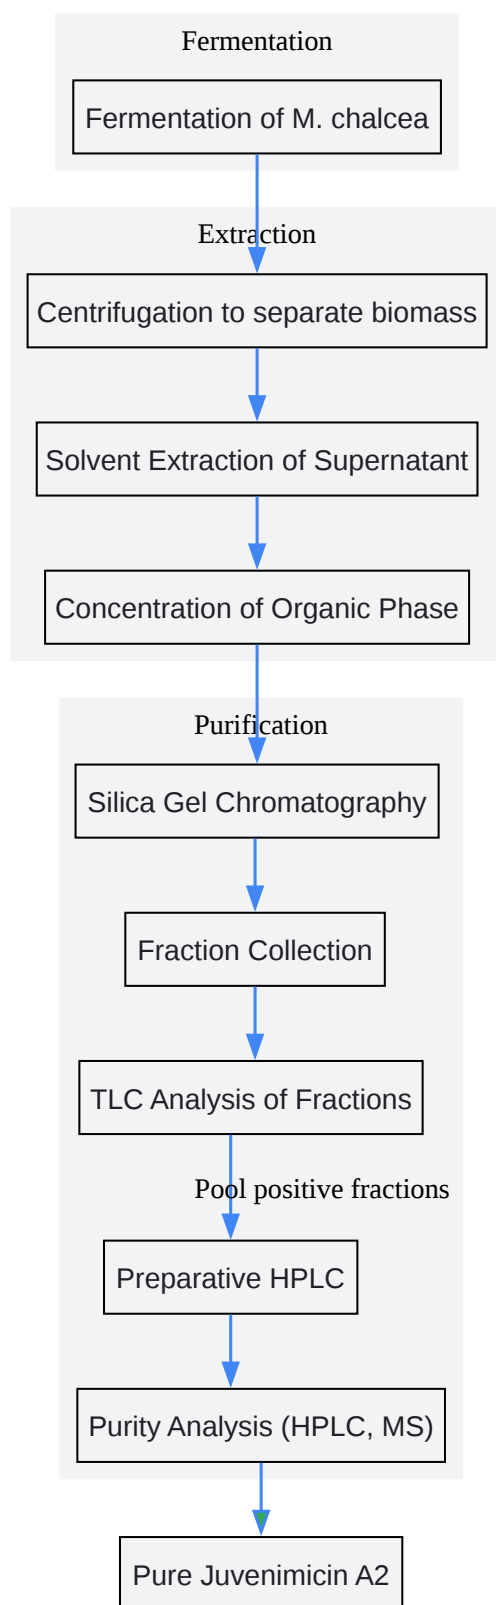 Fermentation
Fermentation of M. chalcea
Extraction
Centrifugation to separate biomass
Solvent Extraction of Supernatant
Concentration of Organic Phase
Purification
Silica Gel Chromatography
Fraction Collection
TLC Analysis of Fractions
Pool positive fractions
Preparative HPLC
Purity Analysis (HPLC, MS)
Pure Juvenimicin A2